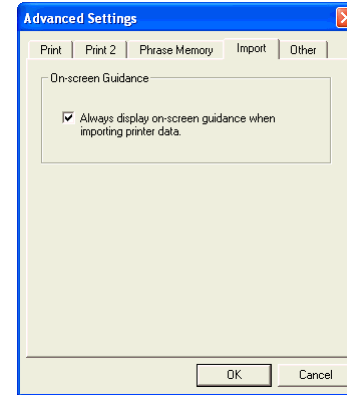 Advanced Settings
Print Print 2 Phrase Memory Import Other
On-screen Guidance
Always display on-screen guidance when
importing printer data.
OK Cancel